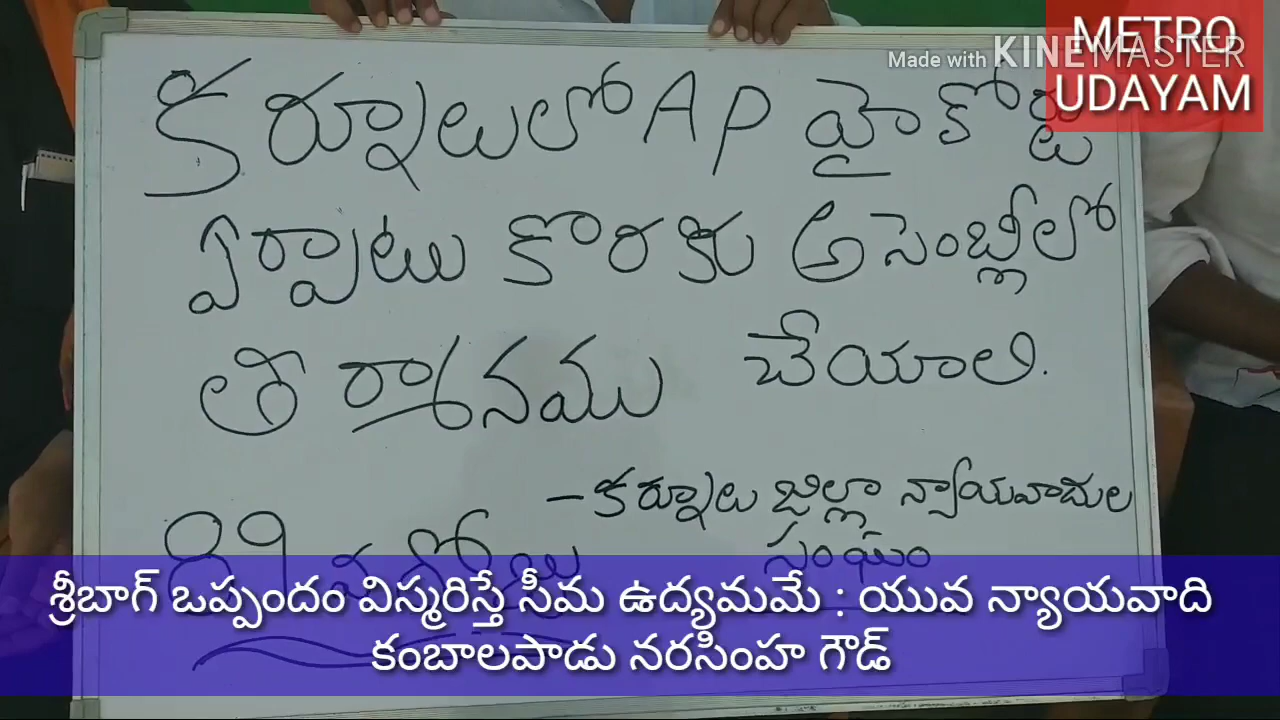 METRO
UDAYAM
Made with KINEMASTER
కర్నూలులో AP హైకోర్టు
ఏర్పాటు కొరకు అసెంబ్లీలో
తీర్మానము చేయాలి.
- కర్నూలు జిల్లా న్యాయవాదుల
సంఘం
89 వ రోజు
శ్రీబాగ్ ఒప్పందం విస్మరిస్తే సీమ ఉద్యమమే : యువ న్యాయవాది
కంబాలపాడు నరసింహ గౌడ్